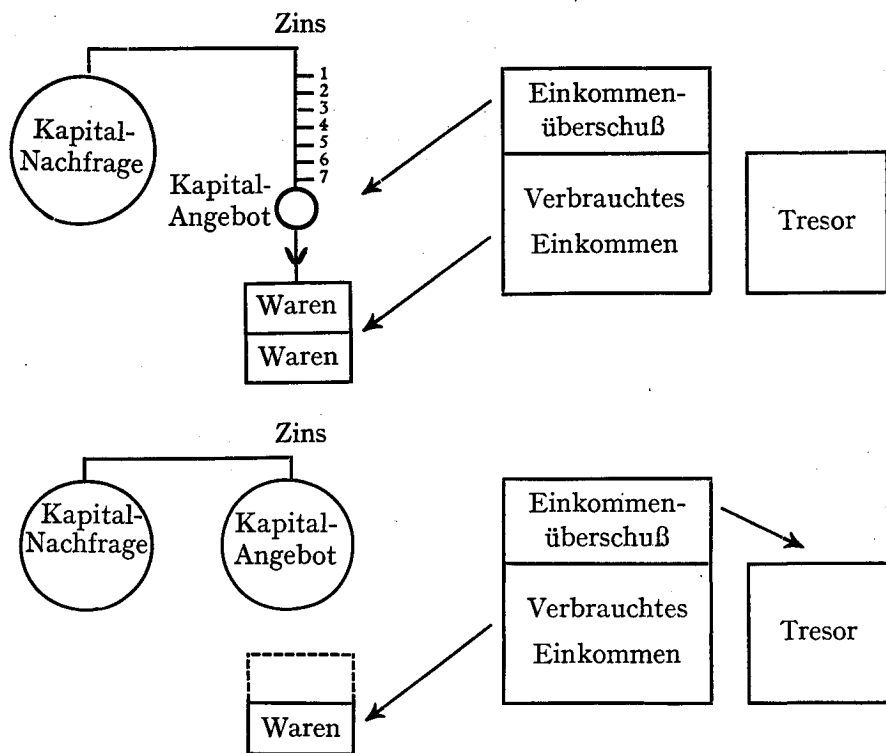 Zins
1
2
3
4
5
6
7
Kapital-
Nachfrage
Kapital-
Angebot
Waren
Waren
Einkommen-
überschuß
Verbrauchtes
Einkommen
Tresor
Zins
Kapital-
Nachfrage
Kapital-
Angebot
Waren
Einkommen-
überschuß
Verbrauchtes
Einkommen
Tresor